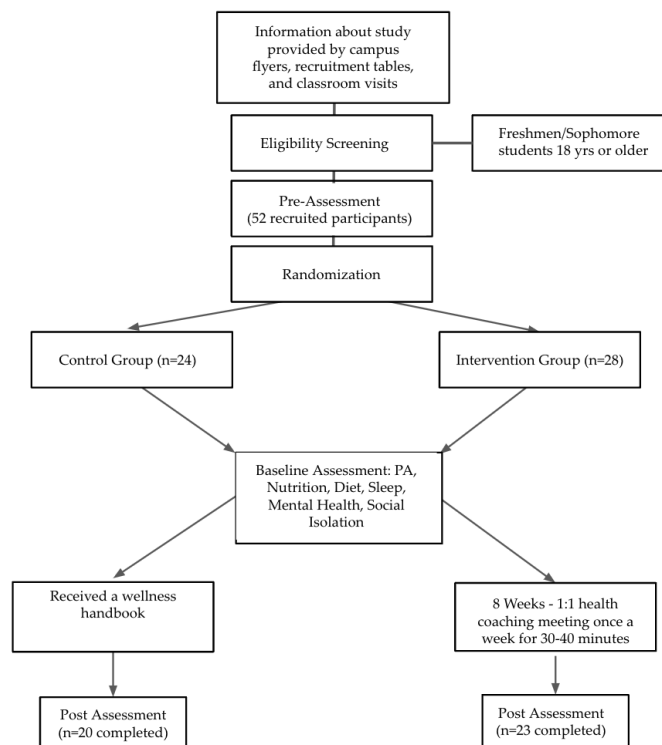 Information about study
provided by campus
flyers, recruitment tables,
and classroom visits
Eligibility Screening
Freshmen/Sophomore
students 18 yrs or older
Pre-Assessment
(52 recruited participants)
Randomization
Control Group (n=24)
Intervention Group (n=28)
Baseline Assessment: PA,
Nutrition, Diet, Sleep,
Mental Health, Social
Isolation
Received a wellness
handbook
8 Weeks - 1:1 health
coaching meeting once a
week for 30-40 minutes
Post Assessment
(n=20 completed)
Post Assessment
(n=23 completed)